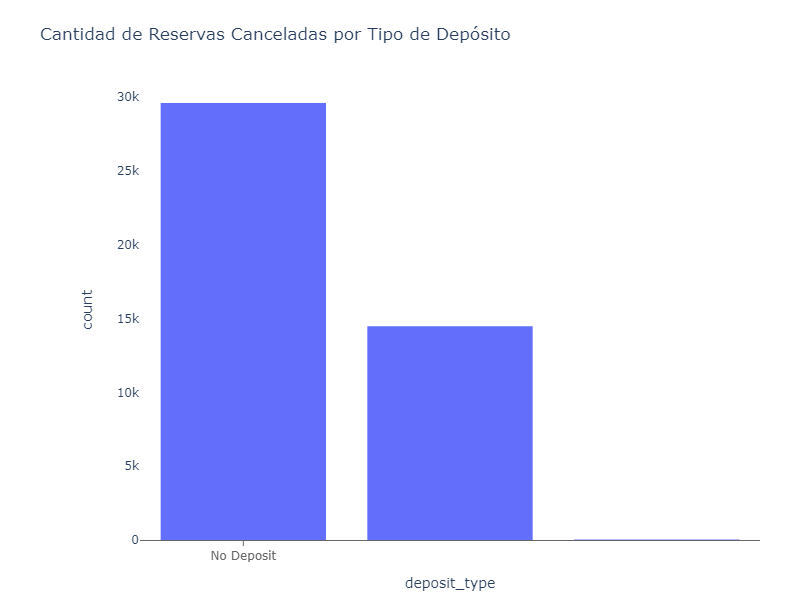 Cantidad de Reservas Canceladas por Tipo de Depósito
30k
25k
20k
15k
10k
5k
0
count
No Deposit
deposit_type